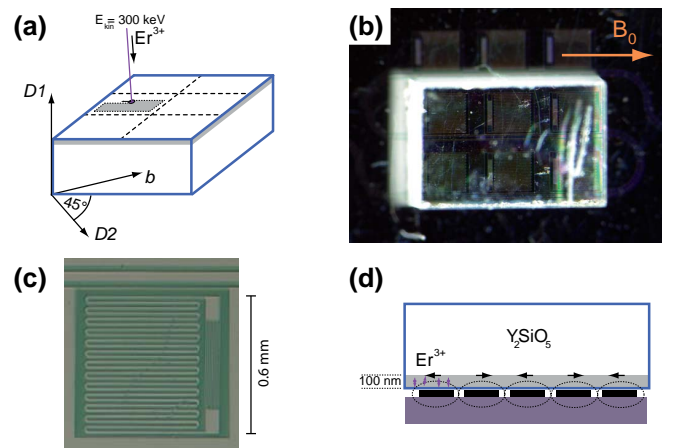 (a)
E_kin = 300 keV
Er³⁺
D1
b
45°
D2
(b)
B₀
(c)
0.6 mm
(d)
Y₂SiO₅
Er³⁺
100 nm